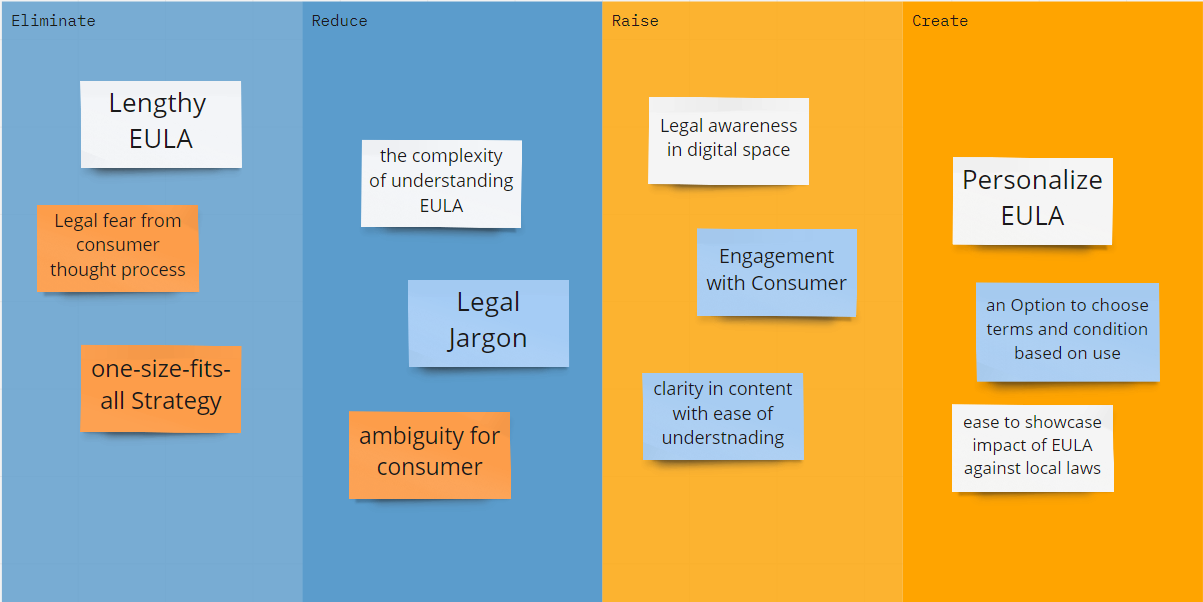 Eliminate
Lengthy
EULA
Legal fear from
consumer
thought process
one-size-fits-
all Strategy
Reduce
the complexity
of understanding
EULA
Legal
Jargon
ambiguity for
consumer
Raise
Legal awareness
in digital space
Engagement
with Consumer
clarity in content
with ease of
understnading
Create
Personalize
EULA
an Option to choose
terms and condition
based on use
ease to showcase
impact of EULA
against local laws